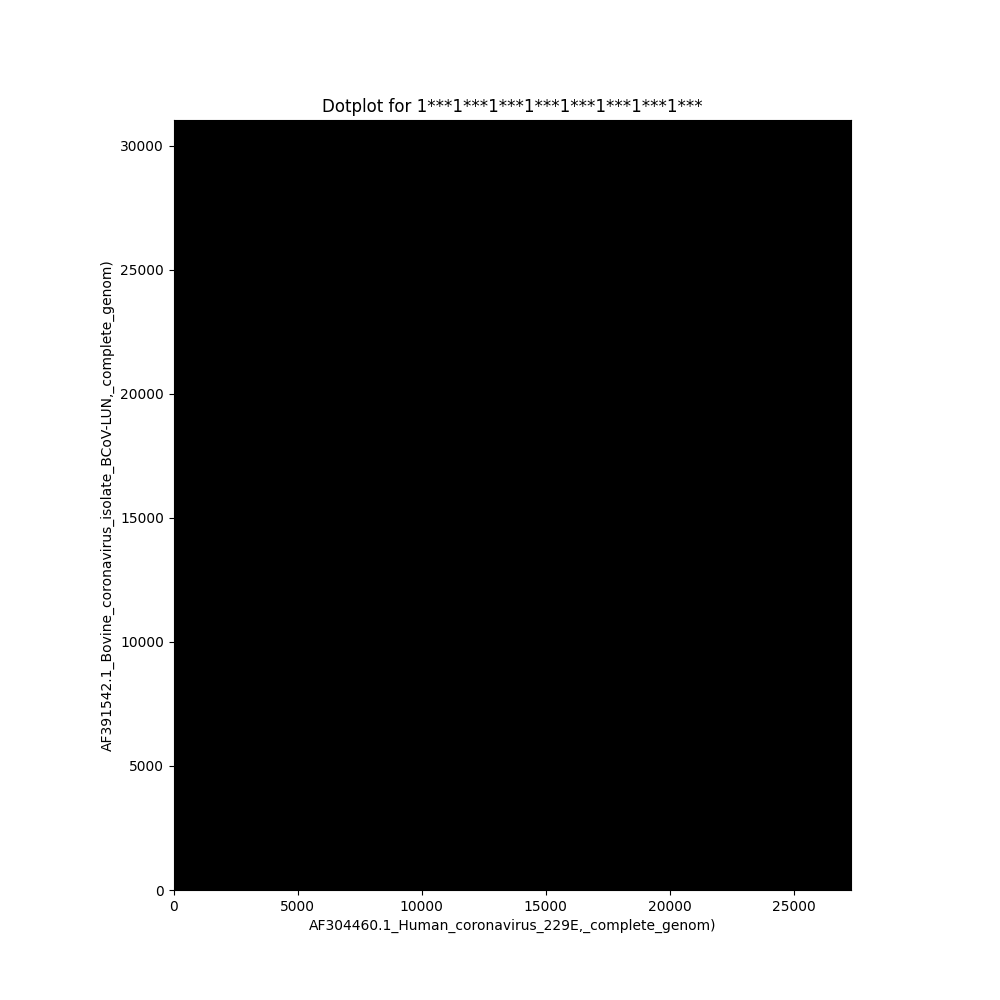 Dotplot for 1***1***1***1***1***1***1***1***
30000
25000
20000
15000
10000
5000
0
AF391542.1_Bovine_coronavirus_isolate_BCoV-LUN,_complete_genom)
0 5000 10000 15000 20000 25000
AF304460.1_Human_coronavirus_229E,_complete_genom)